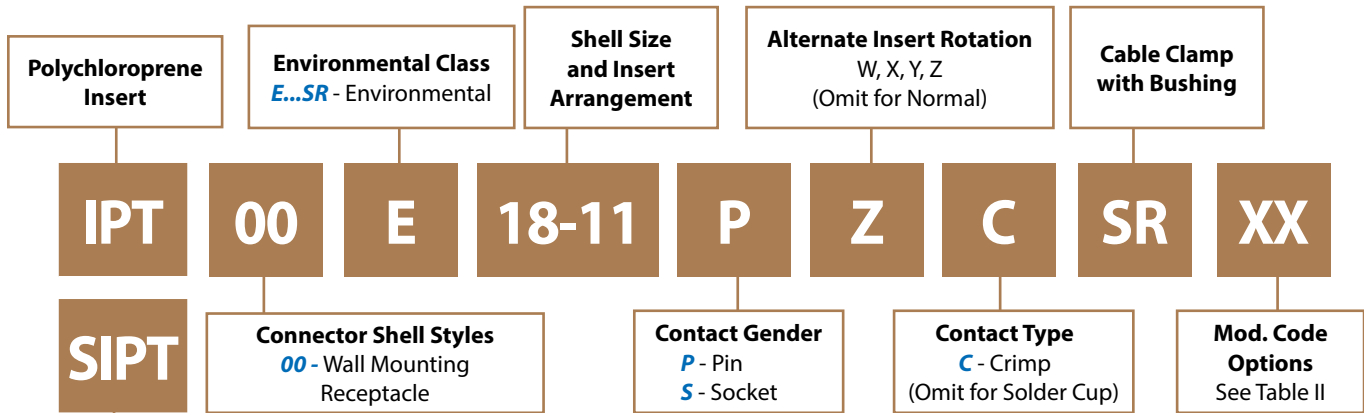 Polychloroprene
Insert
Environmental Class
E...SR - Environmental
Shell Size
and Insert
Arrangement
Alternate Insert Rotation
W, X, Y, Z
(Omit for Normal)
Cable Clamp
with Bushing
IPT 00 E 18-11 P Z C SR XX
SIPT
Connector Shell Styles
00 - Wall Mounting
Receptacle
Contact Gender
P - Pin
S - Socket
Contact Type
C - Crimp
(Omit for Solder Cup)
Mod. Code
Options
See Table II